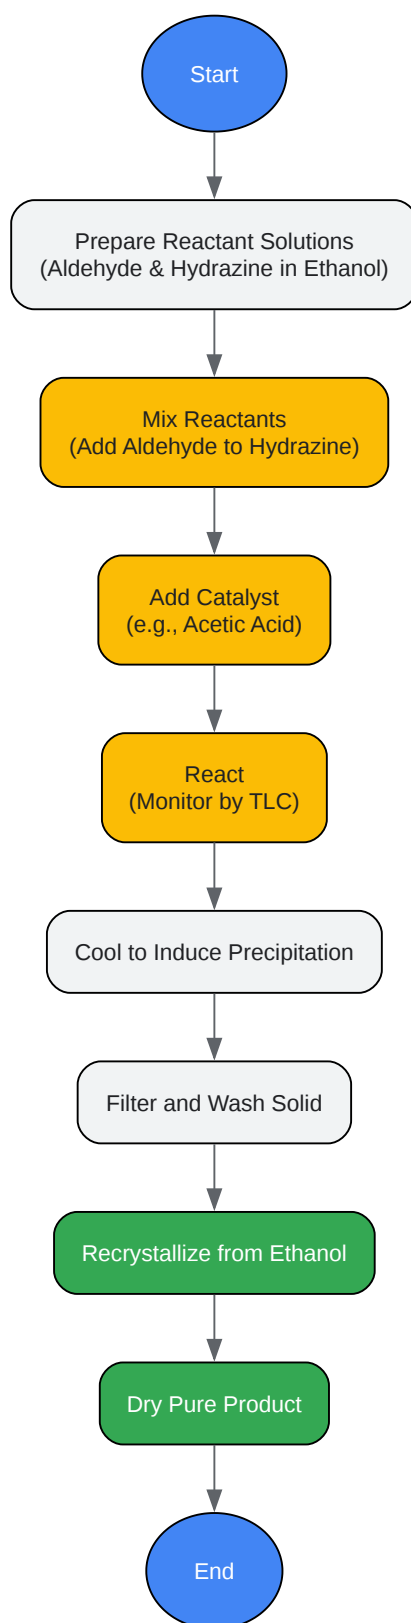 Start
Prepare Reactant Solutions
(Aldehyde & Hydrazine in Ethanol)
Mix Reactants
(Add Aldehyde to Hydrazine)
Add Catalyst
(e.g., Acetic Acid)
React
(Monitor by TLC)
Cool to Induce Precipitation
Filter and Wash Solid
Recrystallize from Ethanol
Dry Pure Product
End